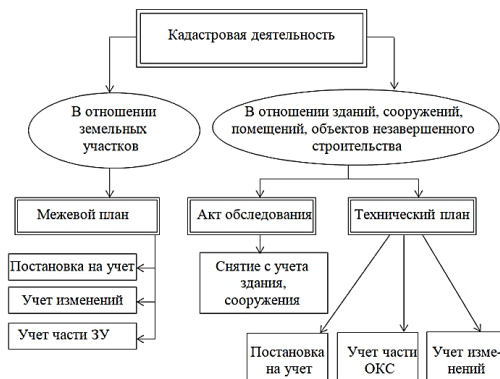 Кадастровая деятельность
В отношении
земельных
участков
В отношении зданий, сооружений,
помещений, объектов незавершенного
строительства
Межевой план
Акт обследования
Технический план
Постановка на учет
Учет изменений
Учет части ЗУ
Снятие с учета
здания,
сооружения
Постановка
на учет
Учет части
ОКС
Учет изме-
нений